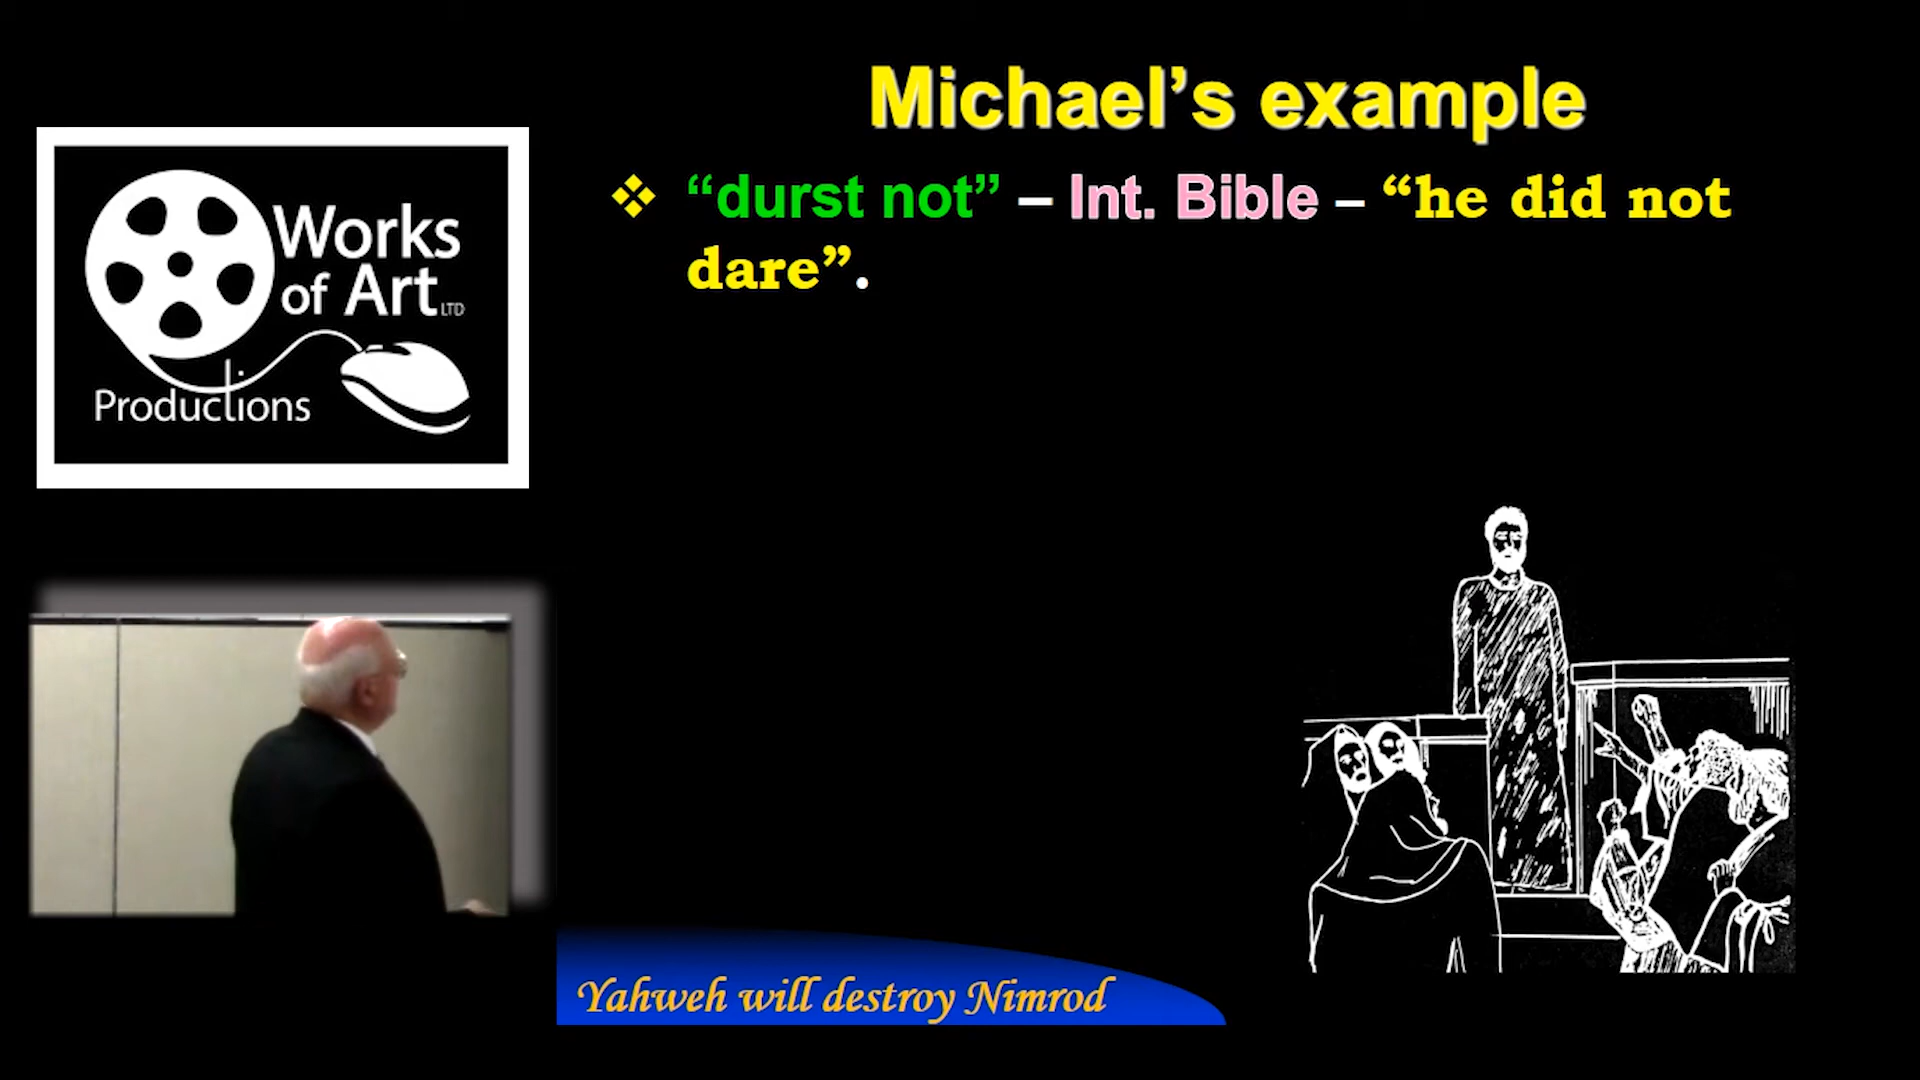 Michael’s example
“durst not” – Int. Bible – “he did not
dare”.
Works
of Art LTD
Productions
Yahweh will destroy Nimrod